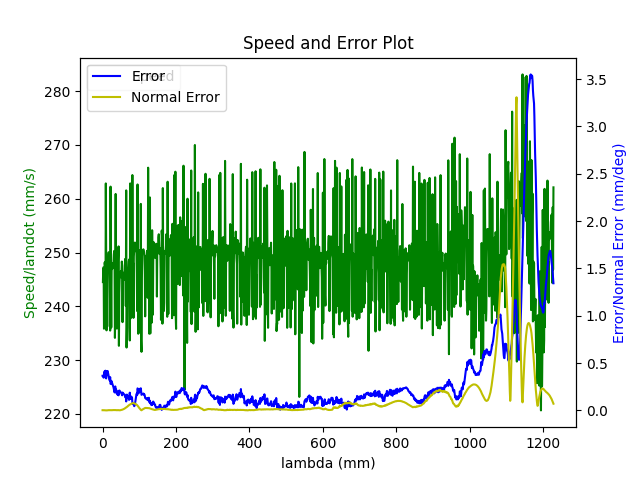 Speed and Error Plot
Error
Normal Error
280
270
260
250
240
230
220
Speed/lamdot (mm/s)
3.5
3.0
2.5
2.0
1.5
1.0
0.5
0.0
Error/Normal Error (mm/deg)
0 200 400 600 800 1000 1200
lambda (mm)